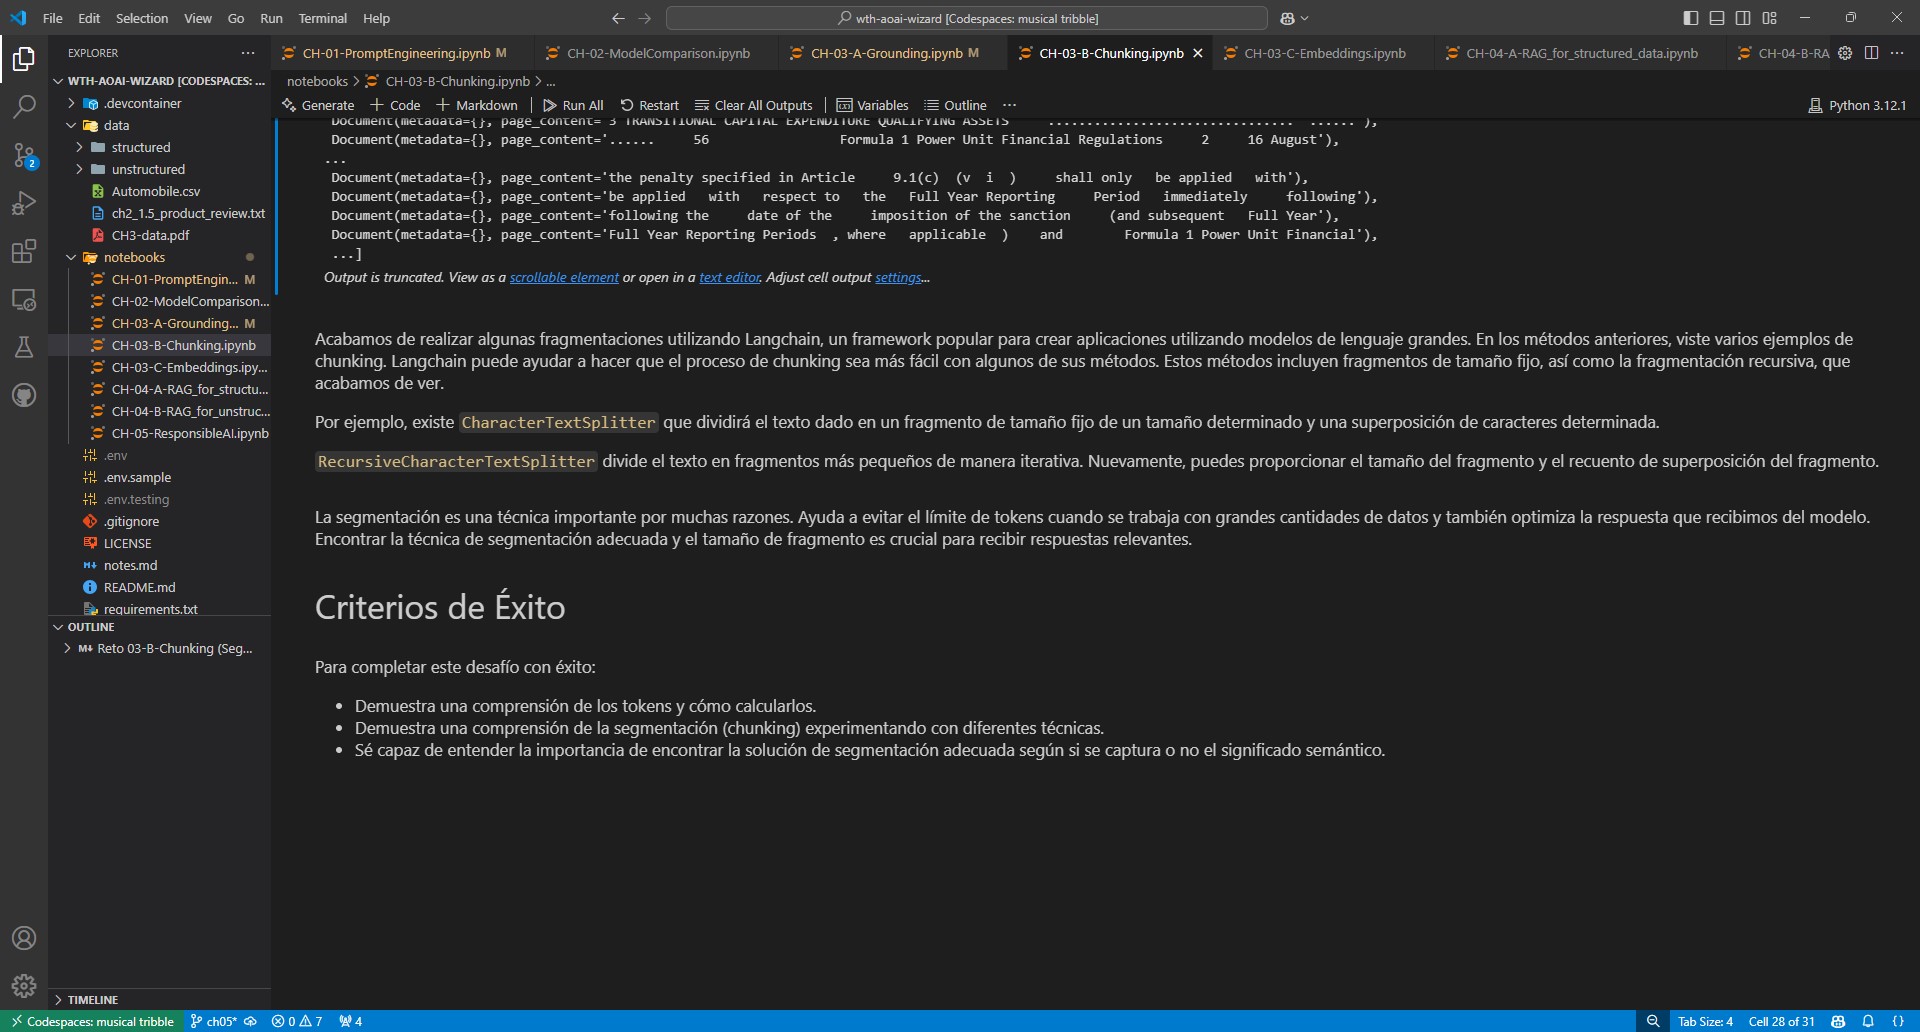 File Edit Selection View Go Run Terminal Help
wth-aoai-wizard [Codespaces: musical tribble]
EXPLORER
CH-01-PromptEngineering.ipynb M
CH-02-ModelComparison.ipynb
CH-03-A-Grounding.ipynb M
CH-03-B-Chunking.ipynb
CH-03-C-Embeddings.ipynb
CH-04-A-RAG_for_structured_data.ipynb
CH-04-B-RA
WTH-AOAI-WIZARD [CODESPACES: ...
.devcontainer
data
structured
unstructured
Automobile.csv
ch2_1.5_product_review.txt
CH3-data.pdf
notebooks
CH-01-PromptEngin... M
CH-02-ModelComparison...
CH-03-A-Grounding... M
CH-03-B-Chunking.ipynb
CH-03-C-Embeddings.ipy...
CH-04-A-RAG_for_structu...
CH-04-B-RAG_for_unstruc...
CH-05-ResponsibleAI.ipynb
.env
.env.sample
.env.testing
.gitignore
LICENSE
notes.md
README.md
requirements.txt
OUTLINE
Reto 03-B-Chunking (Seg...
TIMELINE
notebooks > CH-03-B-Chunking.ipynb > ...
Generate + Code + Markdown Run All Restart Clear All Outputs Variables Outline ...
Python 3.12.1
Document(metadata={}, page_content='3 TRANSITIONAL CAPITAL EXPENDITURE QUALIFYING ASSETS ................................ ......'),
Document(metadata={}, page_content='...... 56 Formula 1 Power Unit Financial Regulations 2 16 August'),
...
Document(metadata={}, page_content='the penalty specified in Article 9.1(c) (v i ) shall only be applied with'),
Document(metadata={}, page_content='be applied with respect to the Full Year Reporting Period immediately following'),
Document(metadata={}, page_content='following the date of the imposition of the sanction (and subsequent Full Year'),
Document(metadata={}, page_content='Full Year Reporting Periods , where applicable ) and Formula 1 Power Unit Financial'),
...]
Output is truncated. View as a scrollable element or open in a text editor. Adjust cell output settings...
Acabamos de realizar algunas fragmentaciones utilizando Langchain, un framework popular para crear aplicaciones utilizando modelos de lenguaje grandes. En los métodos anteriores, viste varios ejemplos de
chunking. Langchain puede ayudar a hacer que el proceso de chunking sea más fácil con algunos de sus métodos. Estos métodos incluyen fragmentos de tamaño fijo, así como la fragmentación recursiva, que
acabamos de ver.
Por ejemplo, existe CharacterTextSplitter que dividirá el texto dado en un fragmento de tamaño fijo de un tamaño determinado y una superposición de caracteres determinada.
RecursiveCharacterTextSplitter divide el texto en fragmentos más pequeños de manera iterativa. Nuevamente, puedes proporcionar el tamaño del fragmento y el recuento de superposición del fragmento.
La segmentación es una técnica importante por muchas razones. Ayuda a evitar el límite de tokens cuando se trabaja con grandes cantidades de datos y también optimiza la respuesta que recibimos del modelo.
Encontrar la técnica de segmentación adecuada y el tamaño de fragmento es crucial para recibir respuestas relevantes.
Criterios de Éxito
Para completar este desafío con éxito:
• Demuestra una comprensión de los tokens y cómo calcularlos.
• Demuestra una comprensión de la segmentación (chunking) experimentando con diferentes técnicas.
• Sé capaz de entender la importancia de encontrar la solución de segmentación adecuada según si se captura o no el significado semántico.
2
Codespaces: musical tribble ch05* 0 7 4
Tab Size: 4 Cell 28 of 31 { }